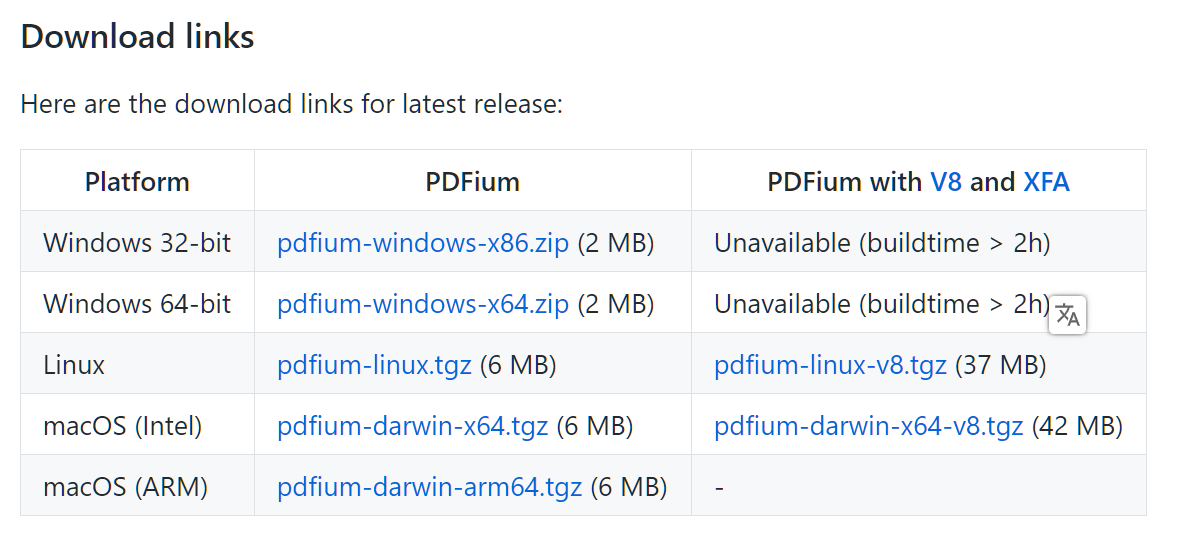 Download links
Here are the download links for latest release:
Platform PDFium PDFium with V8 and XFA
Windows 32-bit pdfium-windows-x86.zip (2 MB) Unavailable (buildtime > 2h)
Windows 64-bit pdfium-windows-x64.zip (2 MB) Unavailable (buildtime > 2h)
Linux pdfium-linux.tgz (6 MB) pdfium-linux-v8.tgz (37 MB)
macOS (Intel) pdfium-darwin-x64.tgz (6 MB) pdfium-darwin-x64-v8.tgz (42 MB)
macOS (ARM) pdfium-darwin-arm64.tgz (6 MB) -